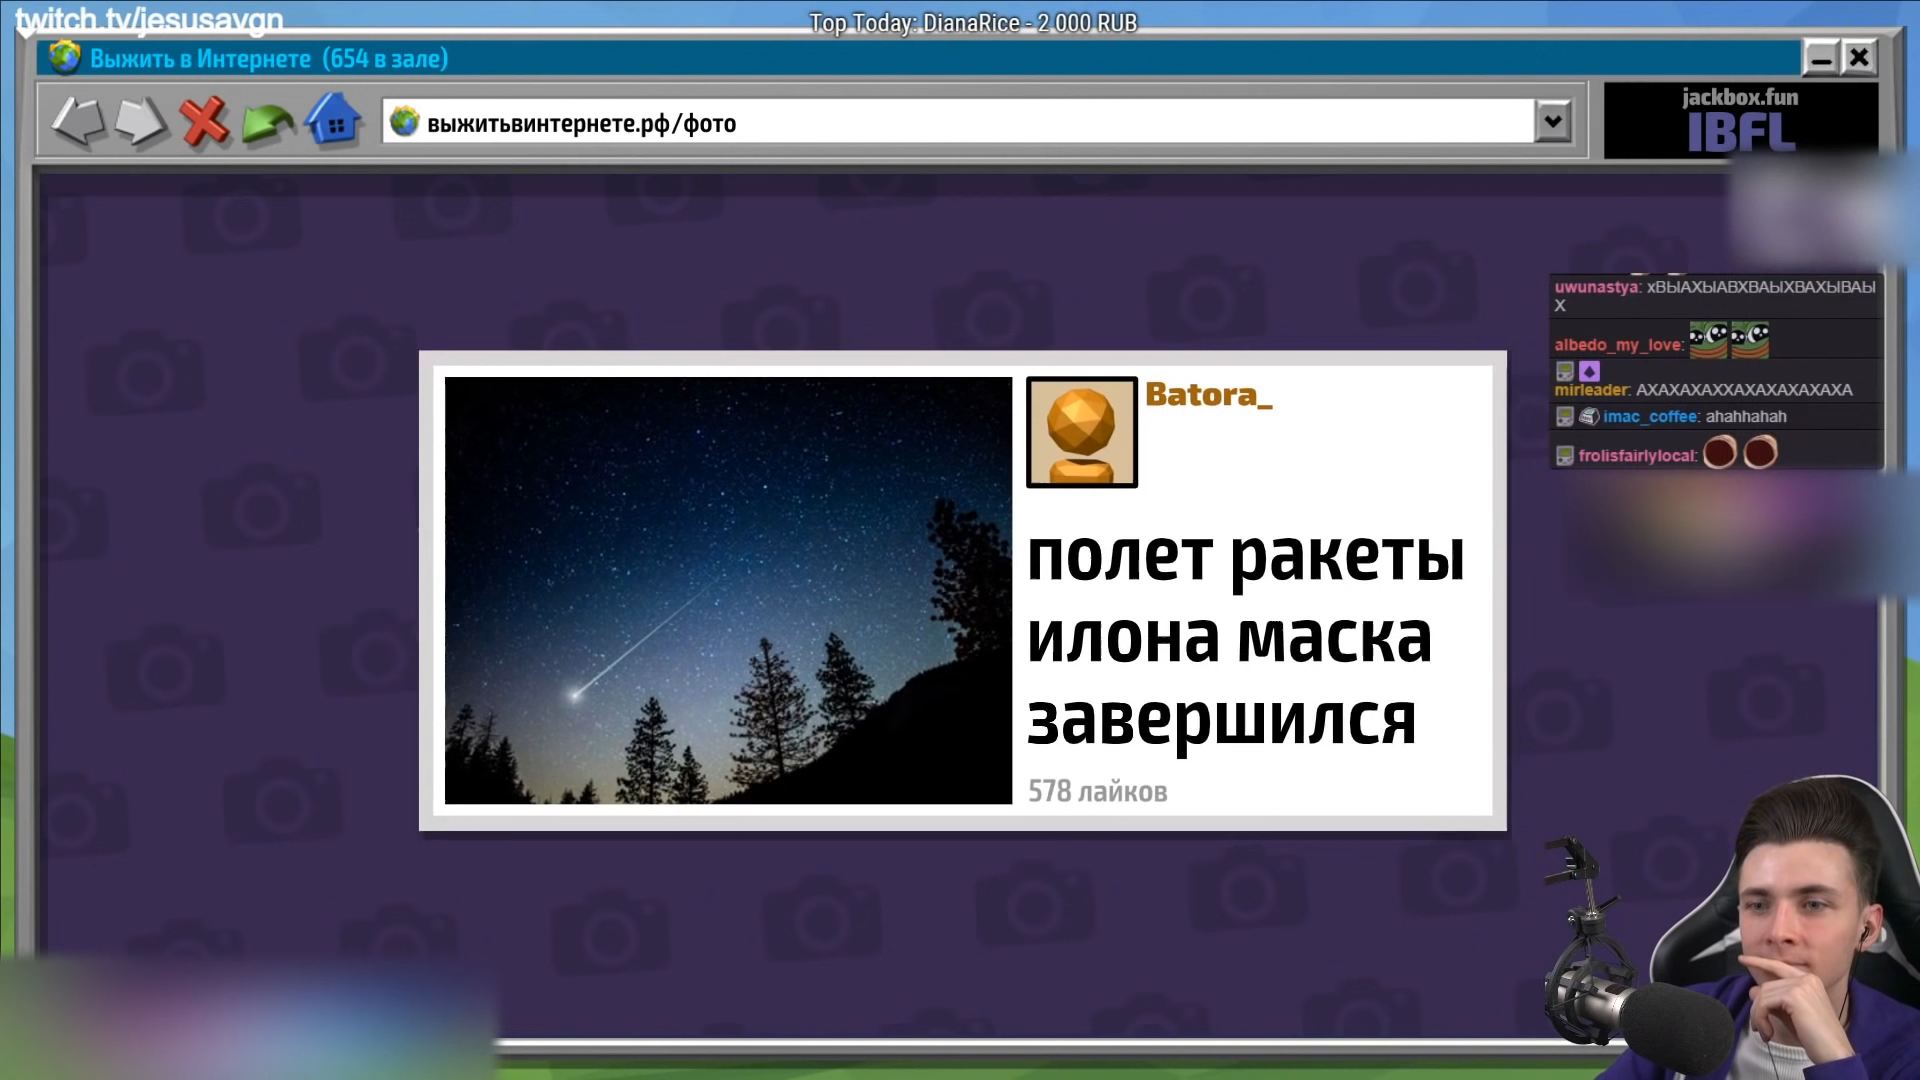 twitch.tv/jesusavgn
Top Today: DianaRice - 2 000 RUB
Выжить в Интернете (654 в зале)
выжитьвинтернете.рф/фото
jackbox.fun
IBFL
uwunastya: хВЫАХЫАВХВАЫХВАХЫВАЫ
Х
albedo_my_love:
mirleader: АХАХАХАХХАХАХАХАХАХА
imac_coffee: ahahhahah
frolisfairlylocal:
Batora_
полет ракеты
илона маска
завершился
578 лайков